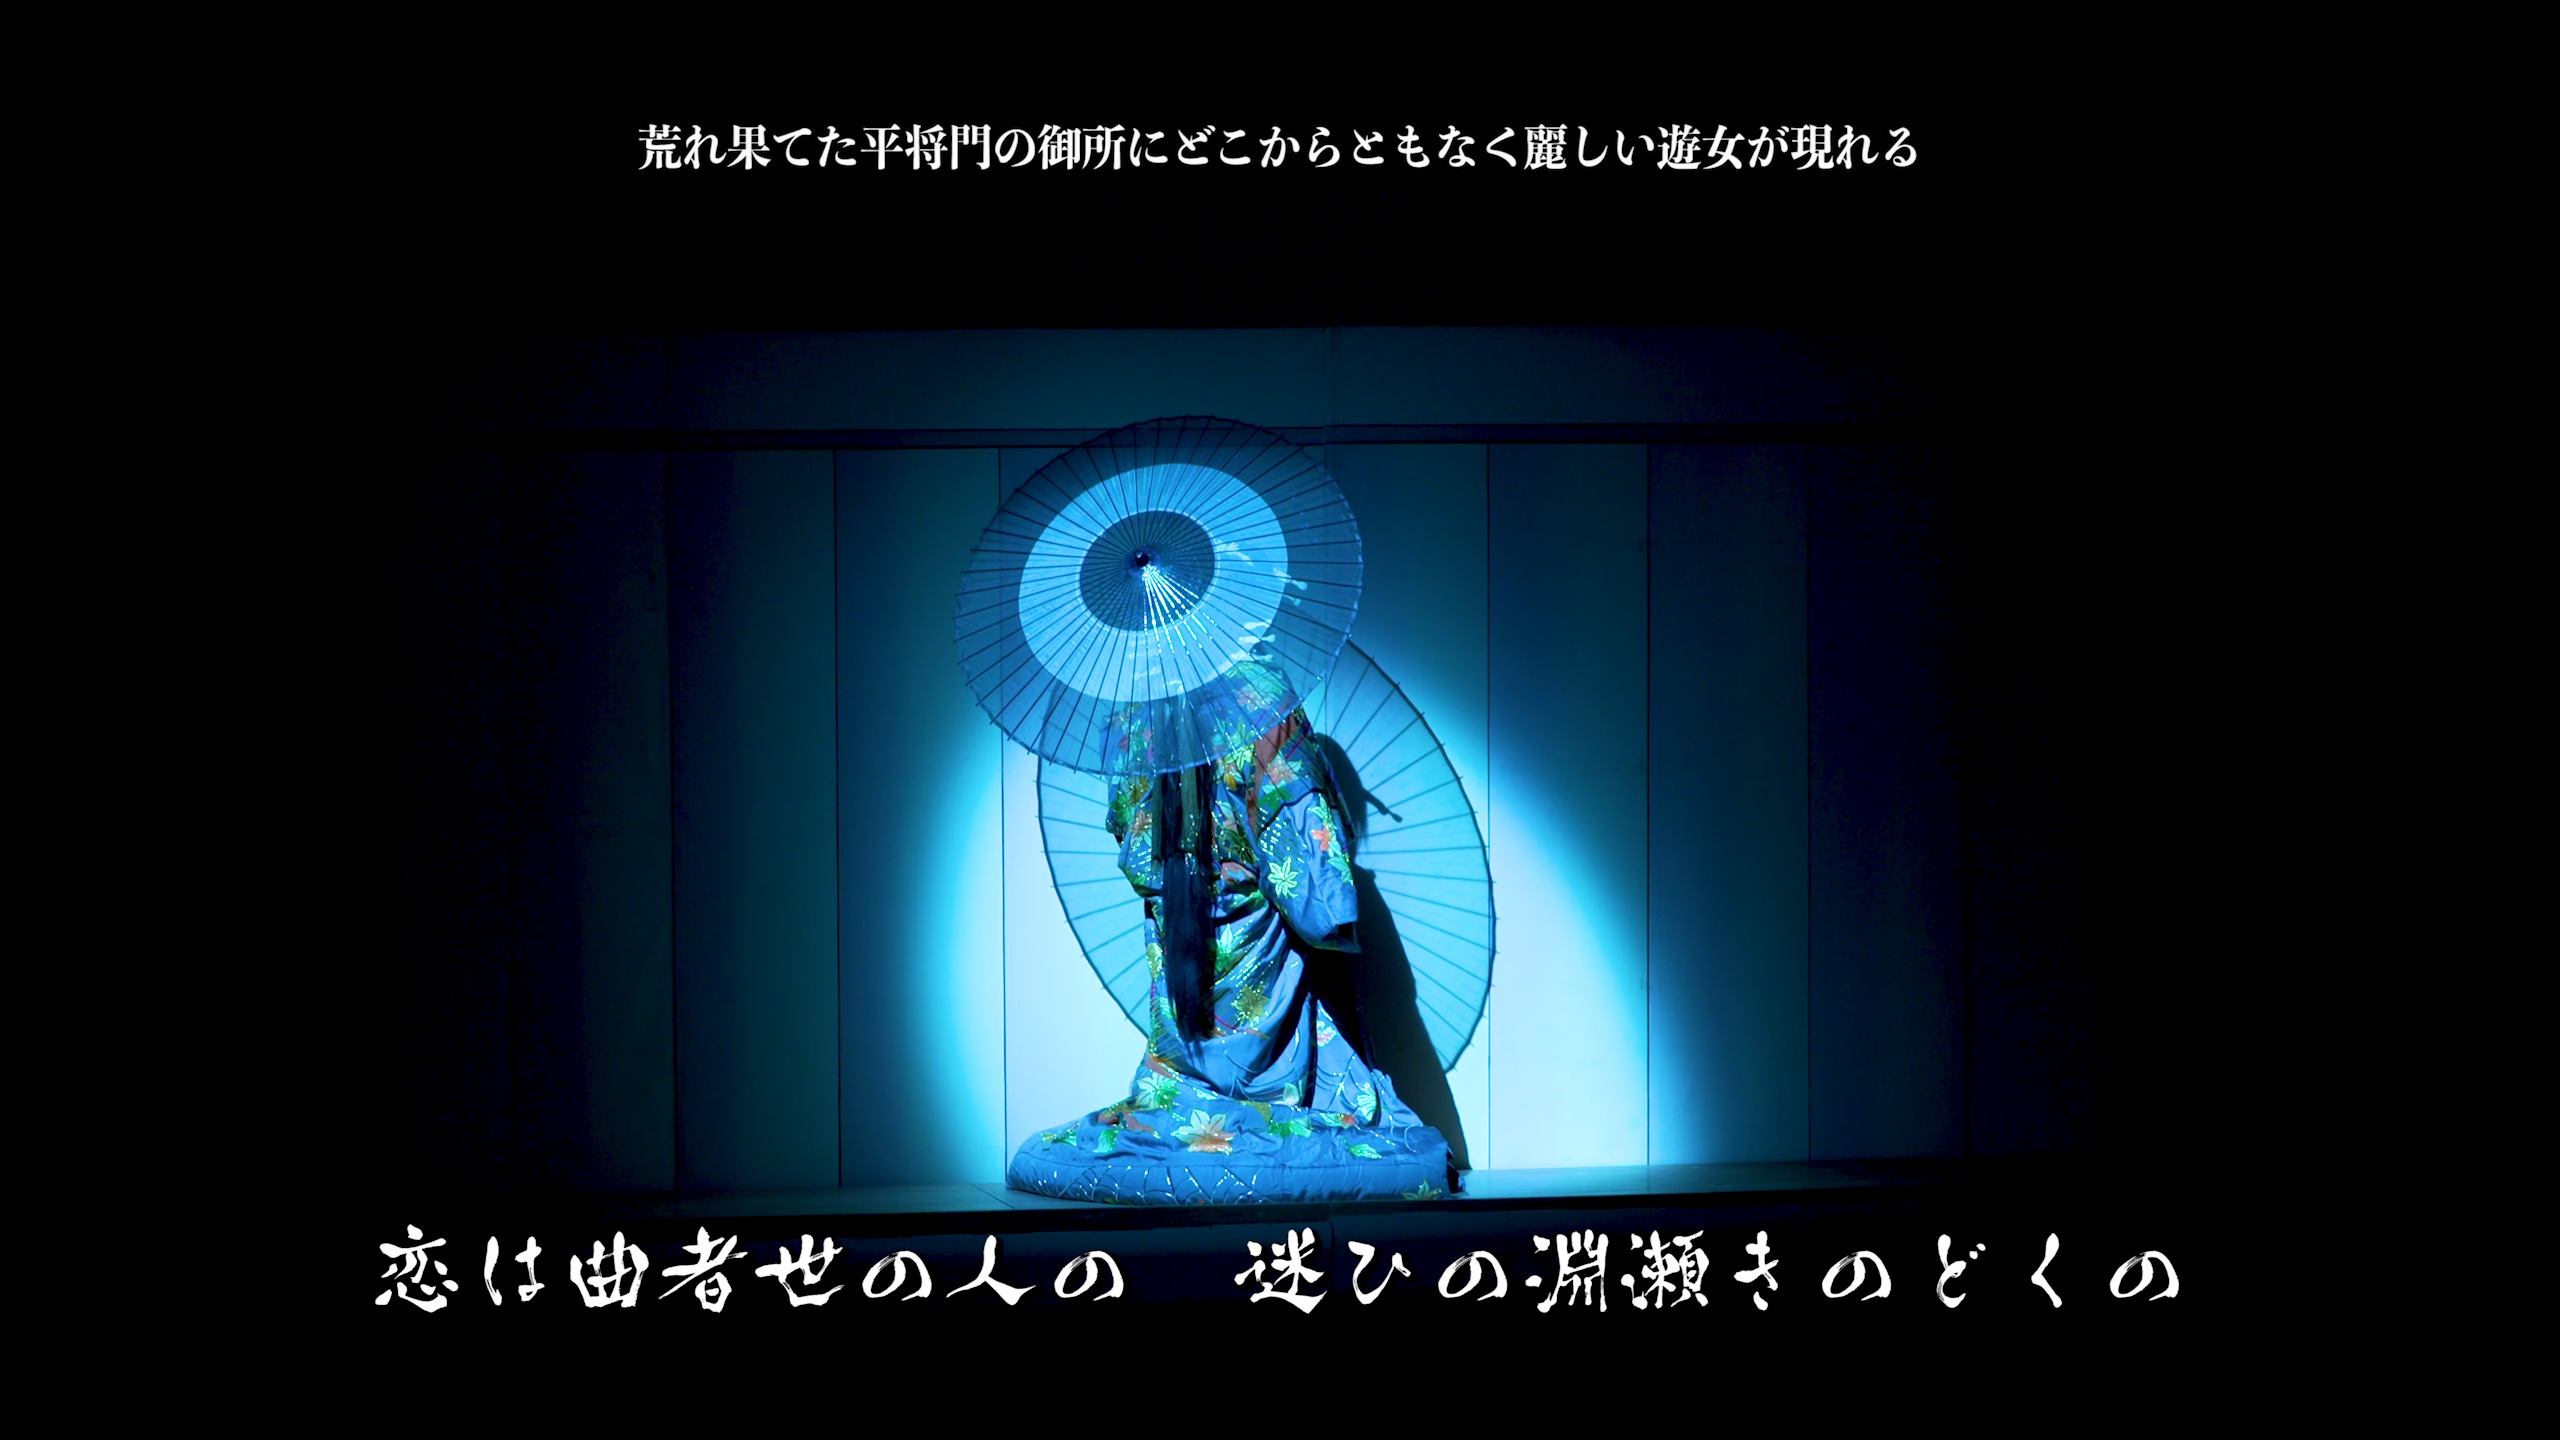 荒れ果てた平将門の御所にどこからともなく麗しい遊女が現れる
恋は曲者世の人の　迷ひの淵瀬きのどくの